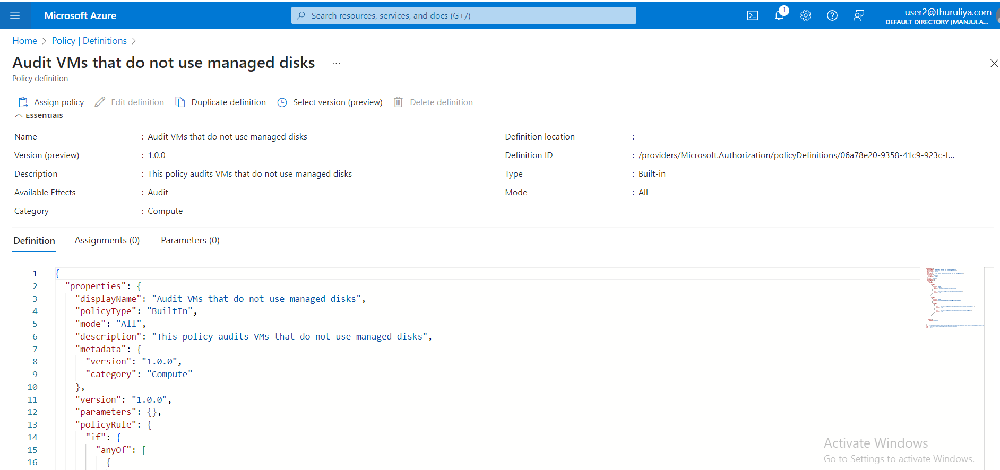 Microsoft Azure
Search resources, services, and docs (G+/)
1
user2@thuruliya.com
DEFAULT DIRECTORY (MANJULA...
Home > Policy | Definitions >
Audit VMs that do not use managed disks ...
Policy definition
Assign policy Edit definition Duplicate definition Select version (preview) Delete definition
Essentials
Name : Audit VMs that do not use managed disks Definition location : --
Version (preview) : 1.0.0 Definition ID : /providers/Microsoft.Authorization/policyDefinitions/06a78e20-9358-41c9-923c-f...
Description : This policy audits VMs that do not use managed disks Type : Built-in
Available Effects : Audit Mode : All
Category : Compute
Definition Assignments (0) Parameters (0)
1 {
2 "properties": {
3 "displayName": "Audit VMs that do not use managed disks",
4 "policyType": "BuiltIn",
5 "mode": "All",
6 "description": "This policy audits VMs that do not use managed disks",
7 "metadata": {
8 "version": "1.0.0",
9 "category": "Compute"
10 },
11 "version": "1.0.0",
12 "parameters": {},
13 "policyRule": {
14 "if": {
15 "anyOf": [
16 {
Activate Windows
Go to Settings to activate Windows.